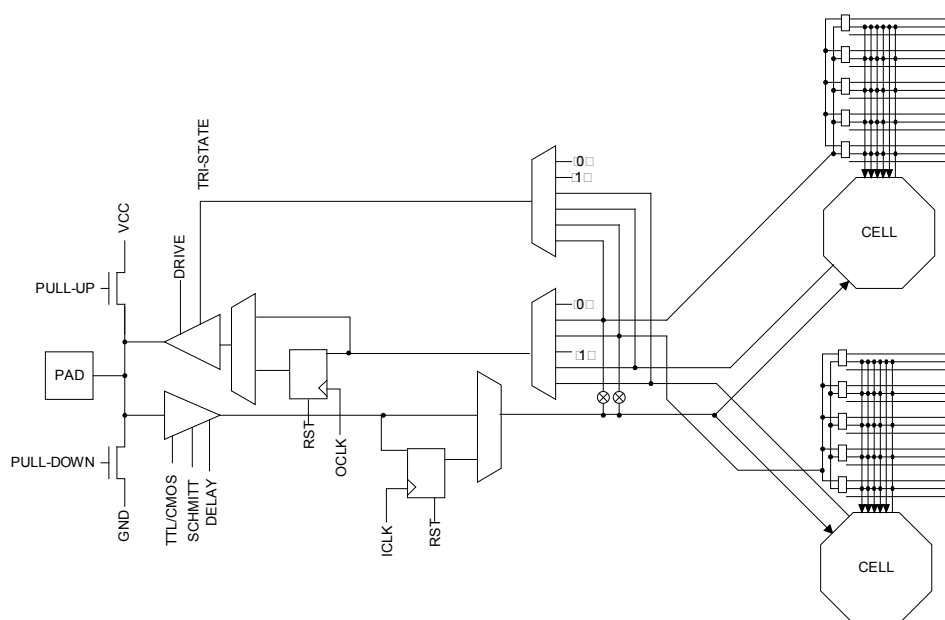 TRI-STATE
"0"
"1"
VCC
CELL
DRIVE
PULL-UP
"0"
"1"
PAD
RST
OCLK
PULL-DOWN
GND
TTL/CMOS
SCHMITT
DELAY
ICLK
RST
CELL